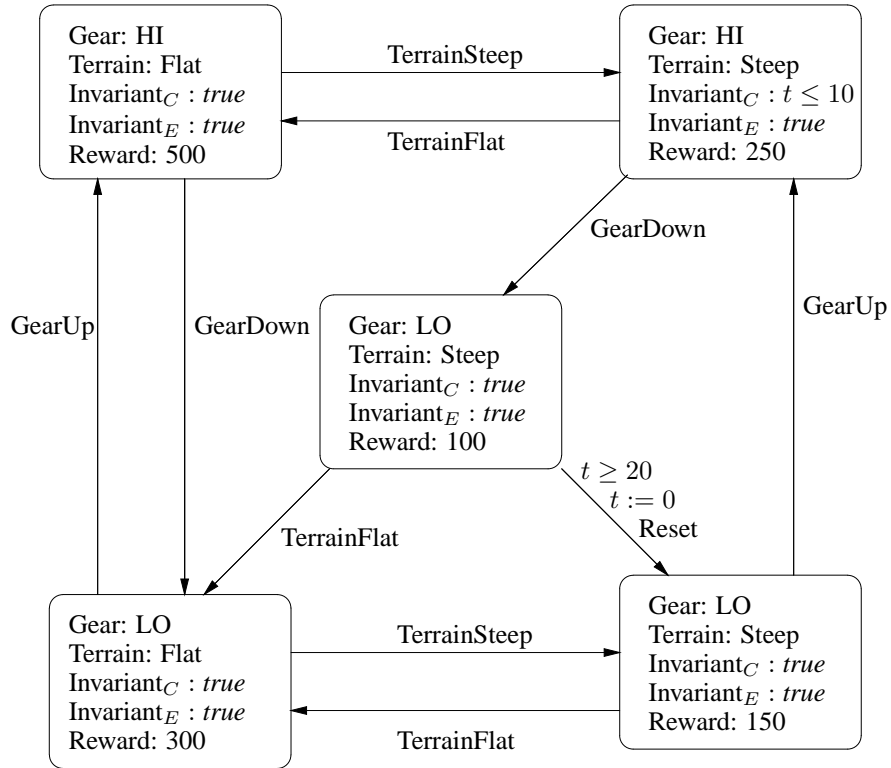 Gear: HI
Terrain: Flat
Invariant_C : true
Invariant_E : true
Reward: 500
TerrainSteep
TerrainFlat
Gear: HI
Terrain: Steep
Invariant_C : t ≤ 10
Invariant_E : true
Reward: 250
GearDown
GearUp
GearDown
GearUp
Gear: LO
Terrain: Steep
Invariant_C : true
Invariant_E : true
Reward: 100
t ≥ 20
t := 0
Reset
TerrainFlat
Gear: LO
Terrain: Flat
Invariant_C : true
Invariant_E : true
Reward: 300
TerrainSteep
TerrainFlat
Gear: LO
Terrain: Steep
Invariant_C : true
Invariant_E : true
Reward: 150